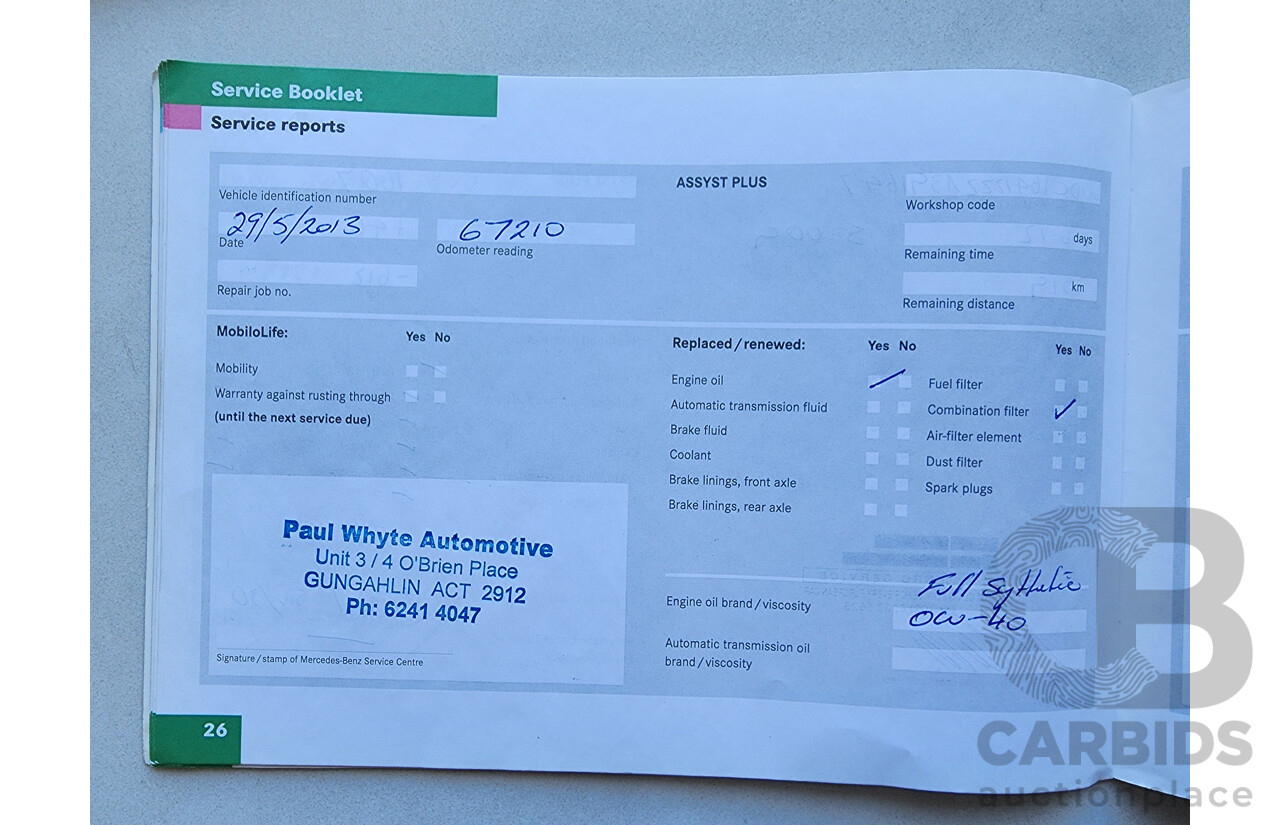 Service Booklet
Service reports
Vehicle identification number
29/5/2013
Date
67210
Odometer reading
Repair job no.
ASSYST PLUS
Workshop code
days
Remaining time
km
Remaining distance
MobiloLife:
Yes No
Mobility
Warranty against rusting through
(until the next service due)
Replaced/renewed:
Yes No
Yes No
Engine oil
Fuel filter
Automatic transmission fluid
Combination filter
Brake fluid
Air-filter element
Coolant
Dust filter
Brake linings, front axle
Spark plugs
Brake linings, rear axle
Paul Whyte Automotive
Unit 3 / 4 O'Brien Place
GUNGAHLIN ACT 2912
Ph: 6241 4047
Signature/stamp of Mercedes-Benz Service Centre
Full Sythetic
Engine oil brand/viscosity
0W-40
Automatic transmission oil
brand/viscosity
26
CB
CARBIDS
auctionplace